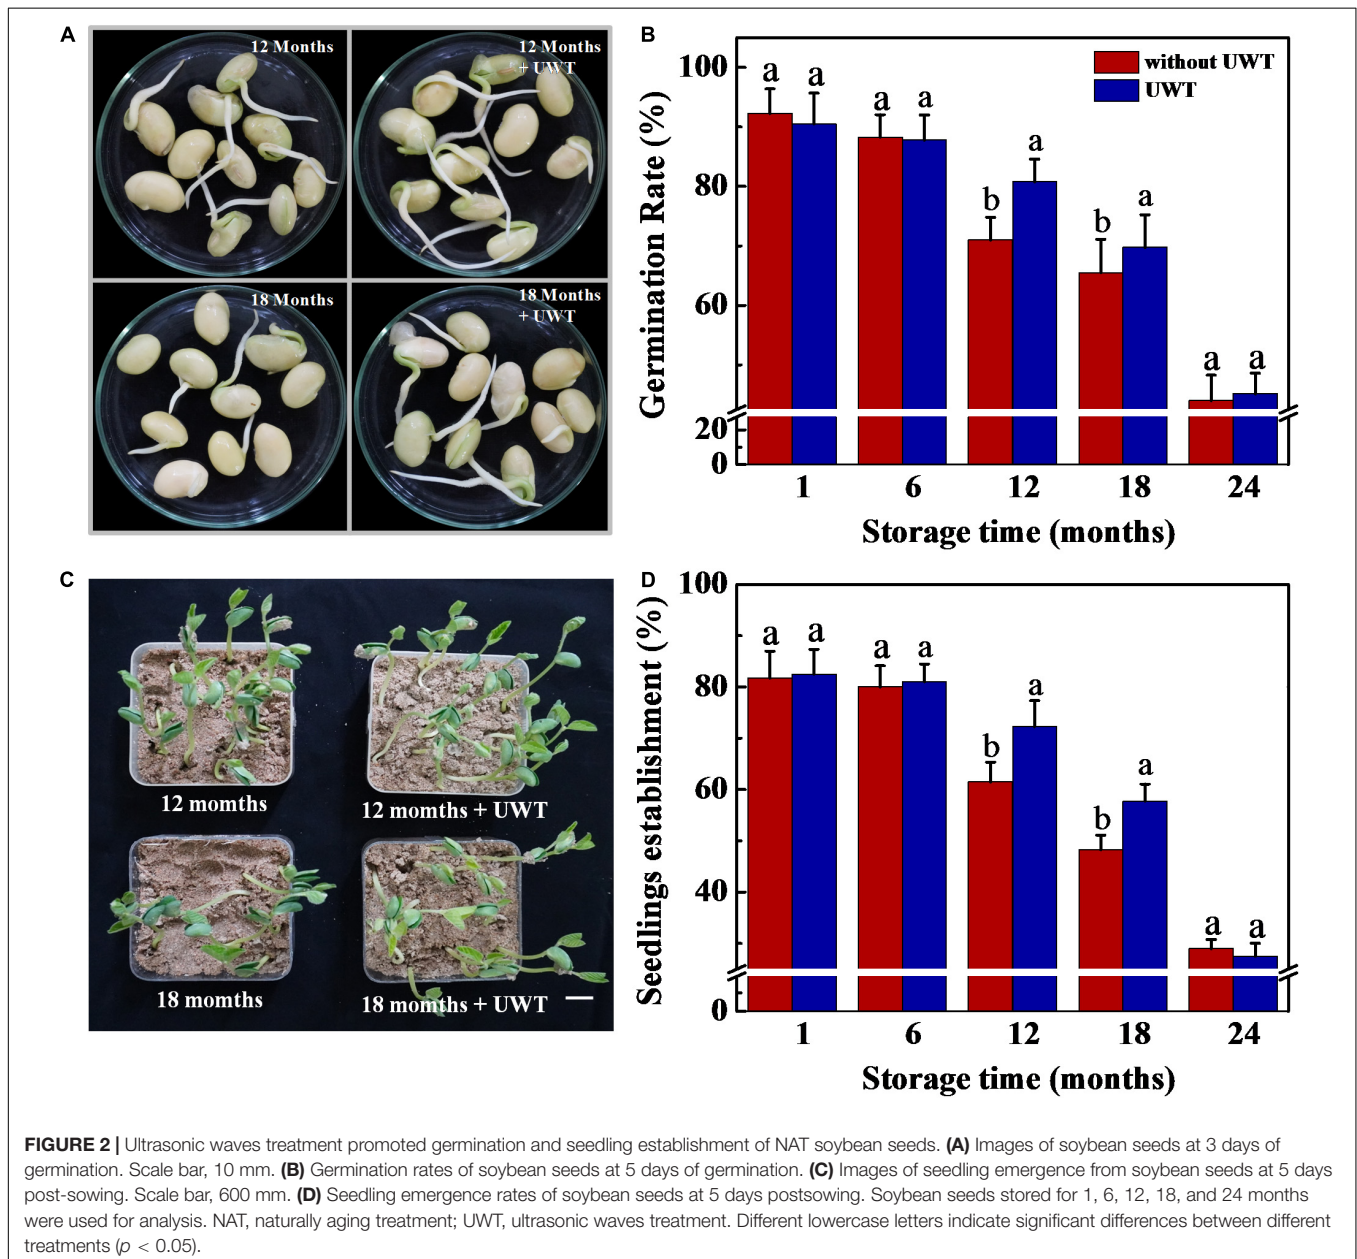 A
12 Months
12 Months
+ UWT
18 Months
18 Months
+ UWT
B
Germination Rate (%)
100
80
60
20
0
without UWT
UWT
a a a a b a b a a a
1 6 12 18 24
Storage time (months)
C
12 momths
12 momths + UWT
18 momths
18 momths + UWT
D
Seedlings establishment (%)
100
80
60
40
0
a a a a b a b a a a
1 6 12 18 24
Storage time (months)
FIGURE 2 | Ultrasonic waves treatment promoted germination and seedling establishment of NAT soybean seeds. (A) Images of soybean seeds at 3 days of
germination. Scale bar, 10 mm. (B) Germination rates of soybean seeds at 5 days of germination. (C) Images of seedling emergence from soybean seeds at 5 days
post-sowing. Scale bar, 600 mm. (D) Seedling emergence rates of soybean seeds at 5 days postsowing. Soybean seeds stored for 1, 6, 12, 18, and 24 months
were used for analysis. NAT, naturally aging treatment; UWT, ultrasonic waves treatment. Different lowercase letters indicate significant differences between different
treatments (p < 0.05).